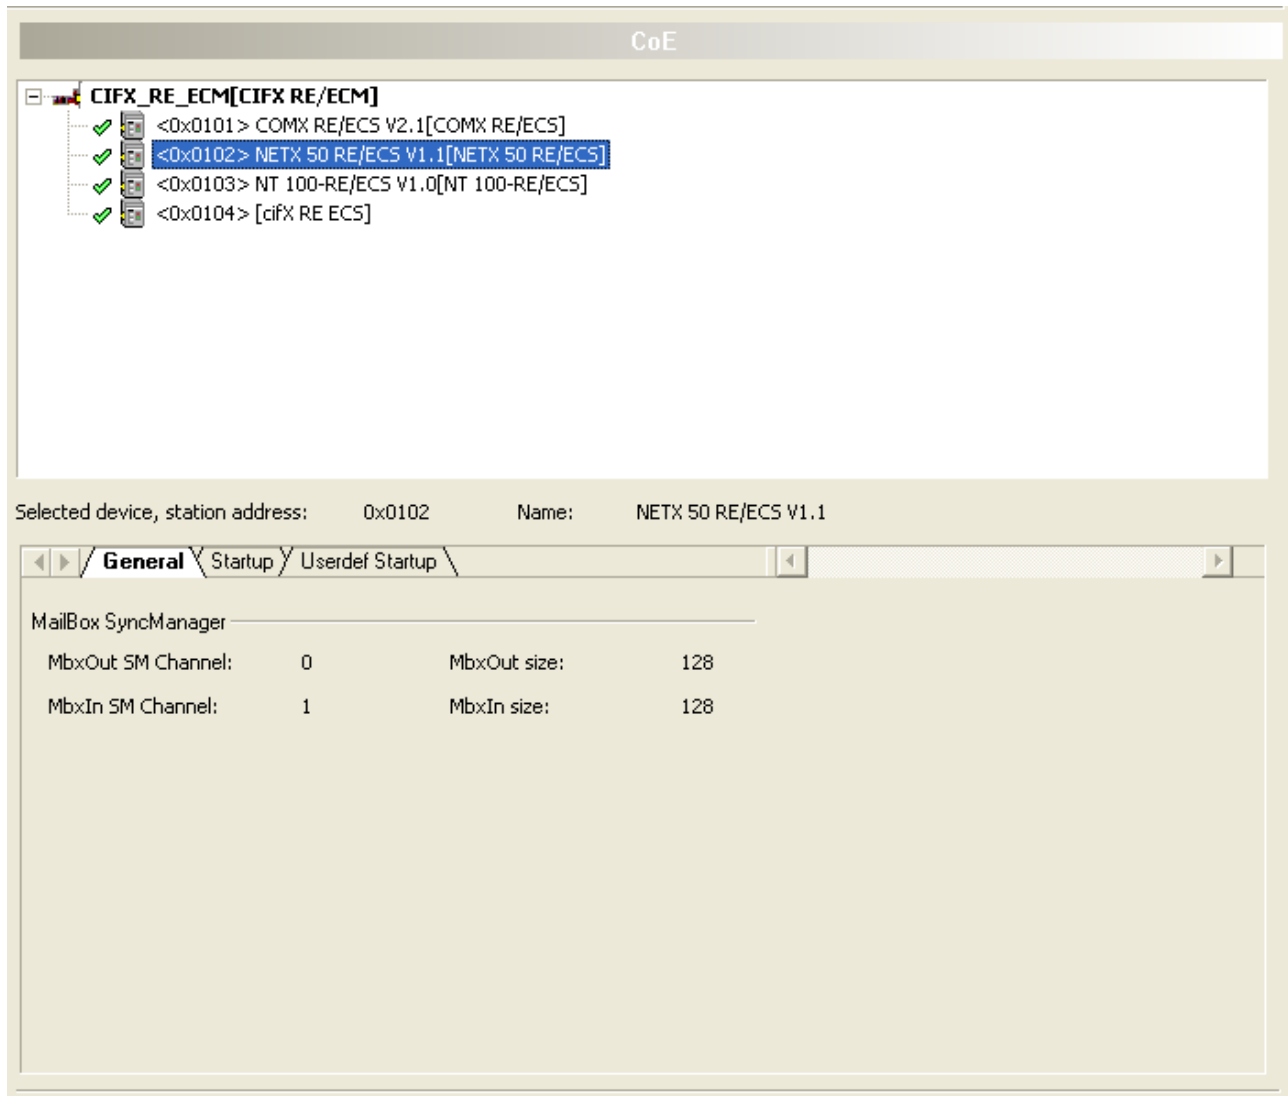 CoE
CIFX_RE_ECM[CIFX RE/ECM]
<0x0101> COMX RE/ECS V2.1[COMX RE/ECS]
<0x0102> NETX 50 RE/ECS V1.1[NETX 50 RE/ECS]
<0x0103> NT 100-RE/ECS V1.0[NT 100-RE/ECS]
<0x0104> [cifX RE ECS]
Selected device, station address: 0x0102 Name: NETX 50 RE/ECS V1.1
General Startup Userdef Startup
MailBox SyncManager
MbxOut SM Channel: 0 MbxOut size: 128
MbxIn SM Channel: 1 MbxIn size: 128